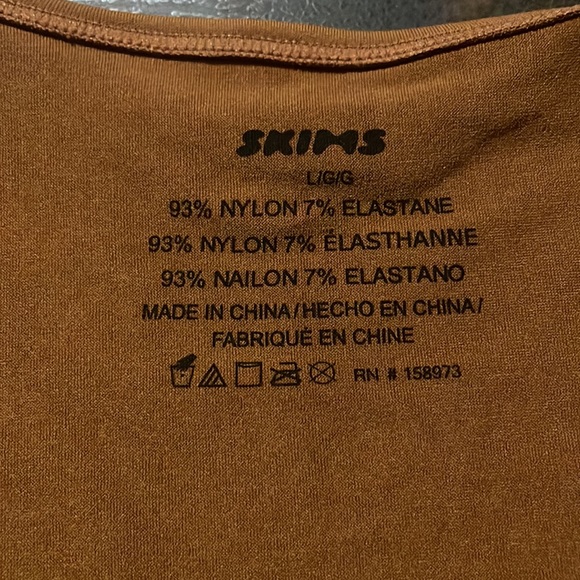 SKIMS
L/G/G
93% NYLON 7% ELASTANE
93% NYLON 7% ÉLASTHANNE
93% NAILON 7% ELASTANO
MADE IN CHINA/HECHO EN CHINA/
FABRIQUÉ EN CHINE
RN # 158973